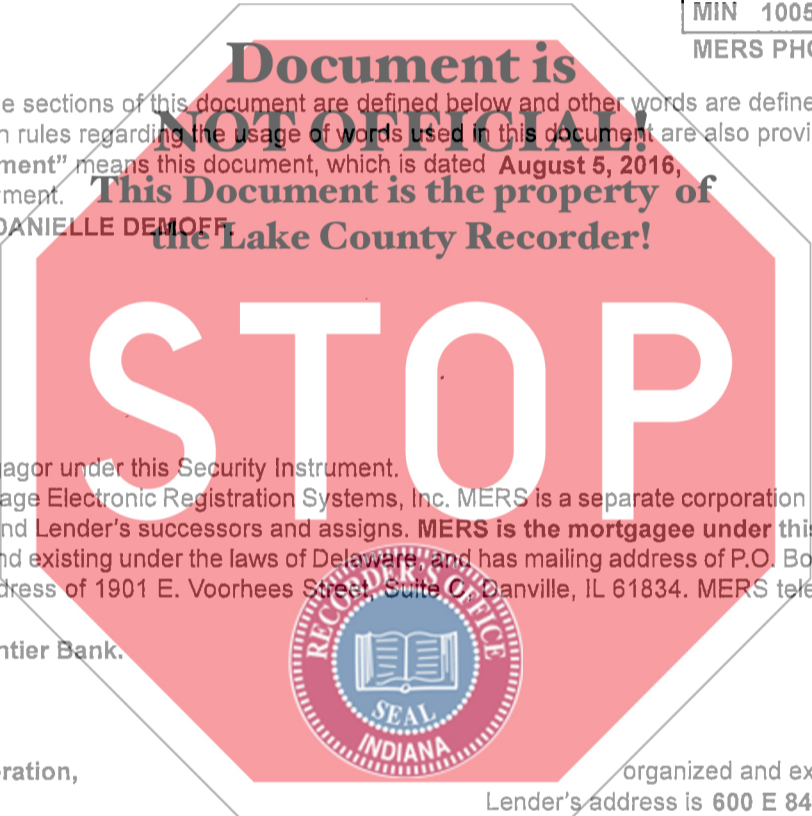 MIN 1005
MERS PHO
Document is
e sections of this document are defined below and other words are define
NOT OFFICIAL!
n rules regarding the usage of words used in this document are also provi
ment” means this document, which is dated August 5, 2016,
This Document is the property of
ment.
DANIELLE DEMOFF.
the Lake County Recorder!
STOP
agor under this Security Instrument.
age Electronic Registration Systems, Inc. MERS is a separate corporation
nd Lender's successors and assigns. MERS is the mortgagee under this
nd existing under the laws of Delaware, and has mailing address of P.O. Bo
dress of 1901 E. Voorhees Street, Suite C, Danville, IL 61834. MERS tele
RECORDER'S OFFICE
ntier Bank.
SEAL
INDIANA
ration,
organized and ex
Lender's address is 600 E 84